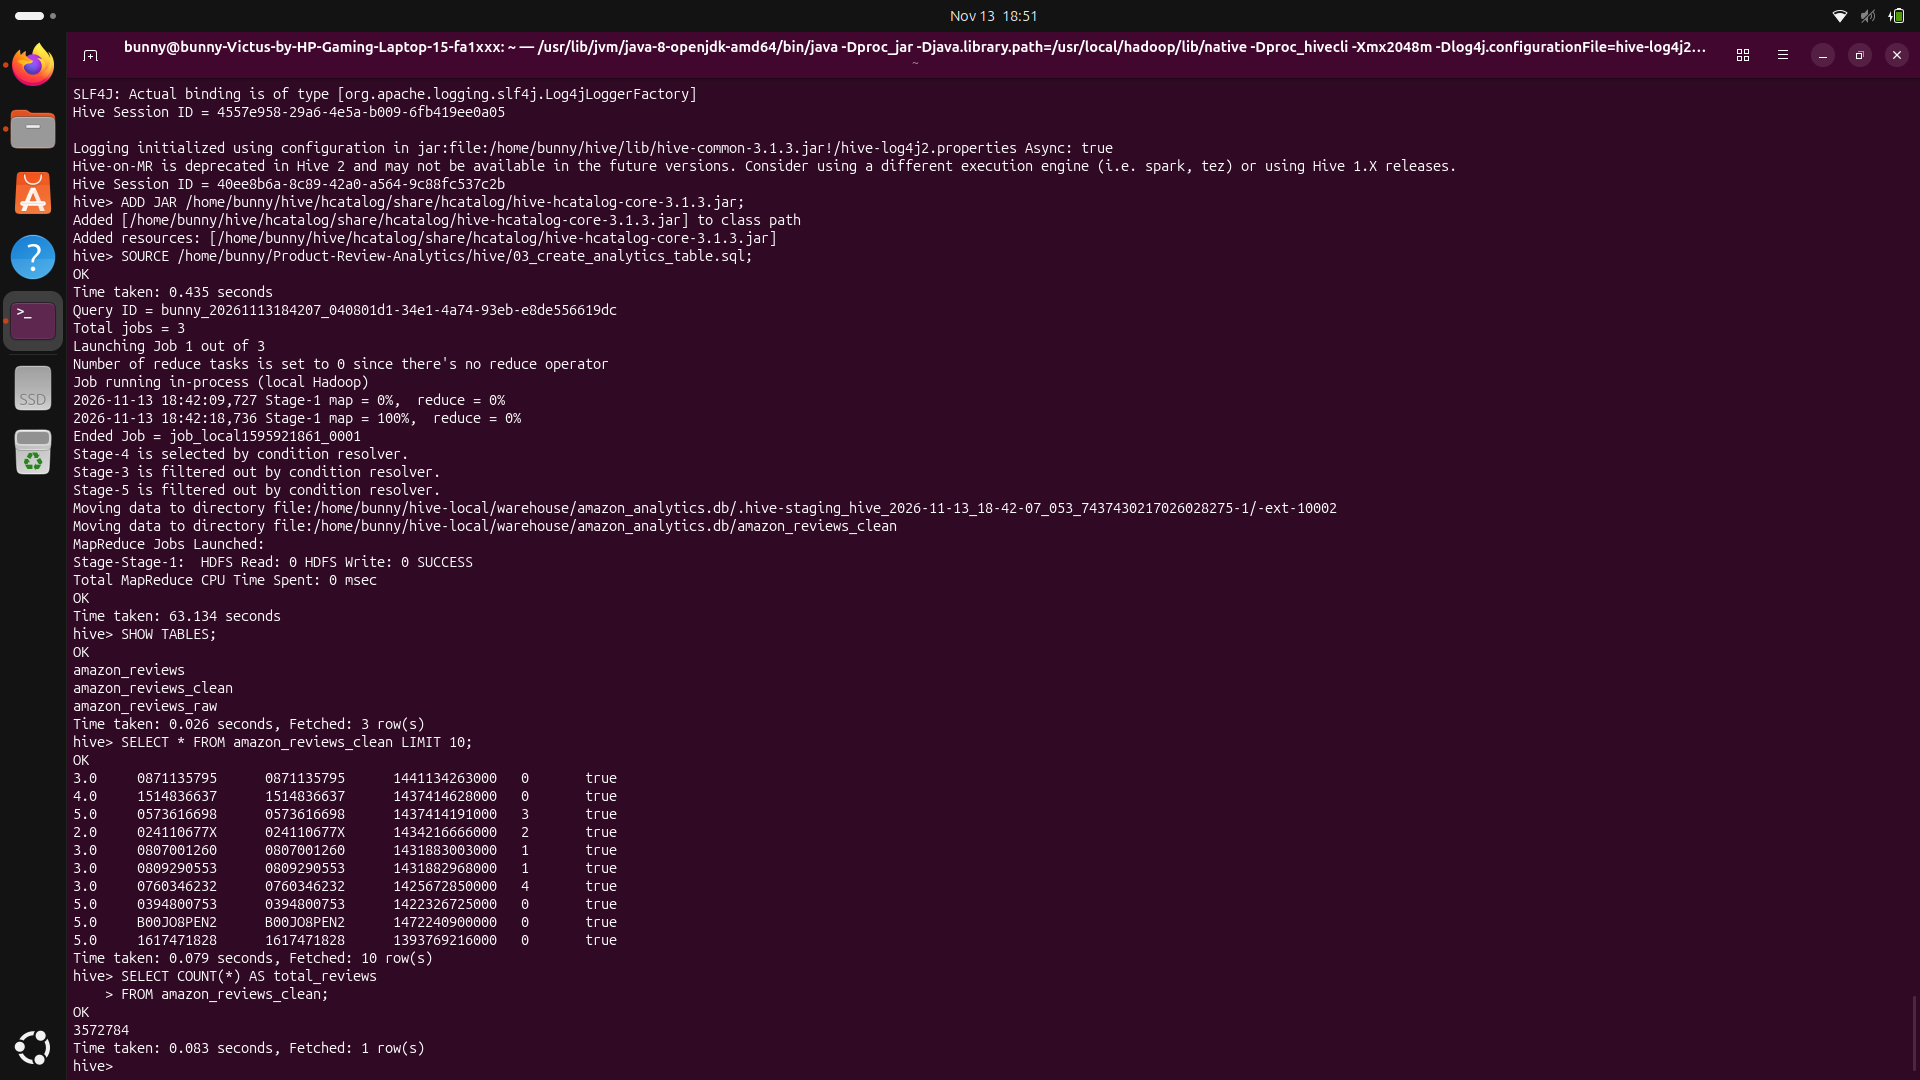 Nov 13 18:51
bunny@bunny-Victus-by-HP-Gaming-Laptop-15-fa1xxx: ~ — /usr/lib/jvm/java-8-openjdk-amd64/bin/java -Dproc_jar -Djava.library.path=/usr/local/hadoop/lib/native -Dproc_hivecli -Xmx2048m -Dlog4j.configurationFile=hive-log4j2...
~
SLF4J: Actual binding is of type [org.apache.logging.slf4j.Log4jLoggerFactory]
Hive Session ID = 4557e958-29a6-4e5a-b009-6fb419ee0a05
Logging initialized using configuration in jar:file:/home/bunny/hive/lib/hive-common-3.1.3.jar!/hive-log4j2.properties Async: true
Hive-on-MR is deprecated in Hive 2 and may not be available in the future versions. Consider using a different execution engine (i.e. spark, tez) or using Hive 1.X releases.
Hive Session ID = 40ee8b6a-8c89-42a0-a564-9c88fc537c2b
hive> ADD JAR /home/bunny/hive/hcatalog/share/hcatalog/hive-hcatalog-core-3.1.3.jar;
Added [/home/bunny/hive/hcatalog/share/hcatalog/hive-hcatalog-core-3.1.3.jar] to class path
Added resources: [/home/bunny/hive/hcatalog/share/hcatalog/hive-hcatalog-core-3.1.3.jar]
hive> SOURCE /home/bunny/Product-Review-Analytics/hive/03_create_analytics_table.sql;
OK
Time taken: 0.435 seconds
Query ID = bunny_20261113184207_040801d1-34e1-4a74-93eb-e8de556619dc
Total jobs = 3
Launching Job 1 out of 3
Number of reduce tasks is set to 0 since there's no reduce operator
Job running in-process (local Hadoop)
2026-11-13 18:42:09,727 Stage-1 map = 0%,  reduce = 0%
2026-11-13 18:42:18,736 Stage-1 map = 100%,  reduce = 0%
Ended Job = job_local1595921861_0001
Stage-4 is selected by condition resolver.
Stage-3 is filtered out by condition resolver.
Stage-5 is filtered out by condition resolver.
Moving data to directory file:/home/bunny/hive-local/warehouse/amazon_analytics.db/.hive-staging_hive_2026-11-13_18-42-07_053_7437430217026028275-1/-ext-10002
Moving data to directory file:/home/bunny/hive-local/warehouse/amazon_analytics.db/amazon_reviews_clean
MapReduce Jobs Launched:
Stage-Stage-1:  HDFS Read: 0 HDFS Write: 0 SUCCESS
Total MapReduce CPU Time Spent: 0 msec
OK
Time taken: 63.134 seconds
hive> SHOW TABLES;
OK
amazon_reviews
amazon_reviews_clean
amazon_reviews_raw
Time taken: 0.026 seconds, Fetched: 3 row(s)
hive> SELECT * FROM amazon_reviews_clean LIMIT 10;
OK
3.0	0871135795	0871135795	1441134263000	0	true
4.0	1514836637	1514836637	1437414628000	0	true
5.0	0573616698	0573616698	1437414191000	3	true
2.0	024110677X	024110677X	1434216666000	2	true
3.0	0807001260	0807001260	1431883003000	1	true
3.0	0809290553	0809290553	1431882968000	1	true
3.0	0760346232	0760346232	1425672850000	4	true
5.0	0394800753	0394800753	1422326725000	0	true
5.0	B00JO8PEN2	B00JO8PEN2	1472240900000	0	true
5.0	1617471828	1617471828	1393769216000	0	true
Time taken: 0.079 seconds, Fetched: 10 row(s)
hive> SELECT COUNT(*) AS total_reviews
    > FROM amazon_reviews_clean;
OK
3572784
Time taken: 0.083 seconds, Fetched: 1 row(s)
hive>
SSD